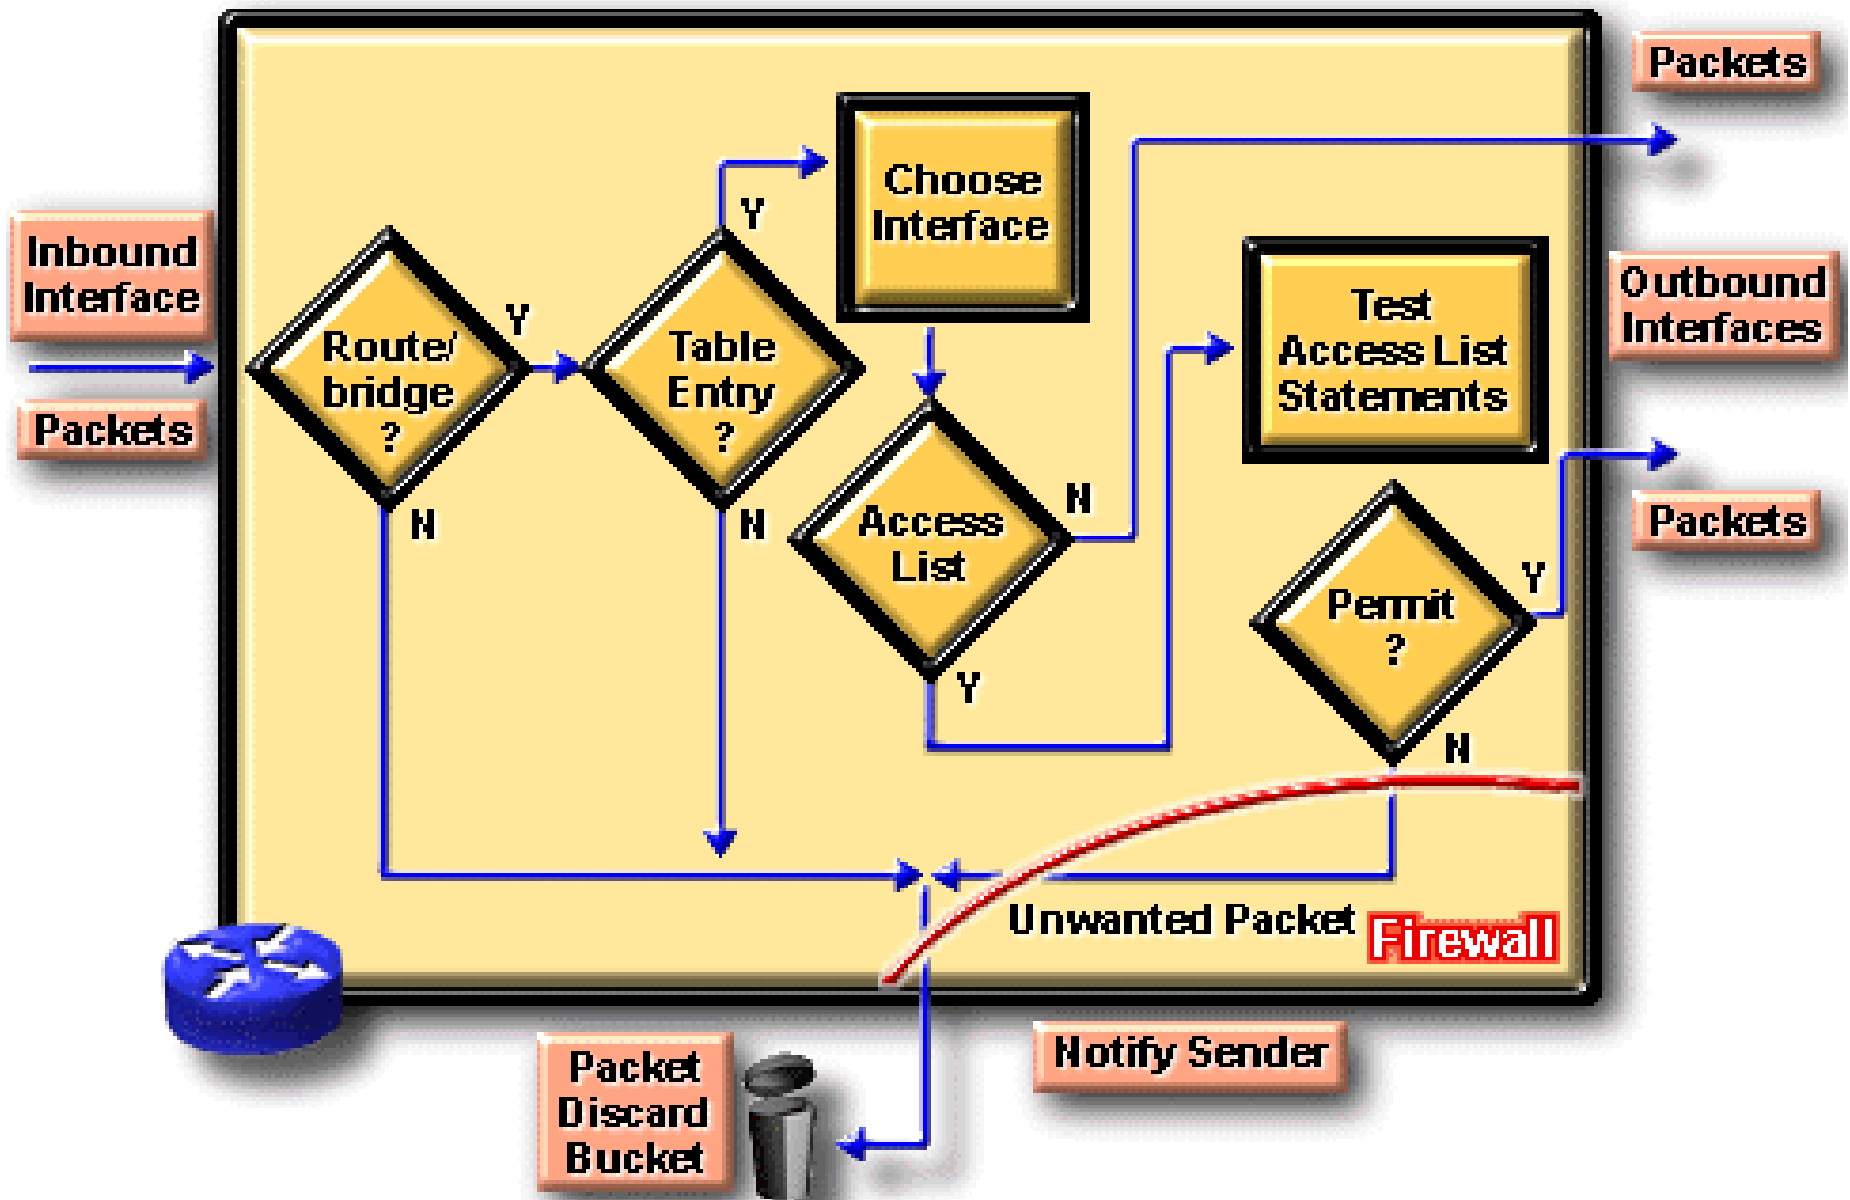 Packets
Choose
Interface
Y
Inbound
Interface
Packets
Route/
bridge
?
Y
N
Table
Entry
?
N
Access
List
N
Y
Test
Access List
Statements
Outbound
Interfaces
Packets
Permit
?
Y
N
Unwanted Packet
Firewall
Notify Sender
Packet
Discard
Bucket